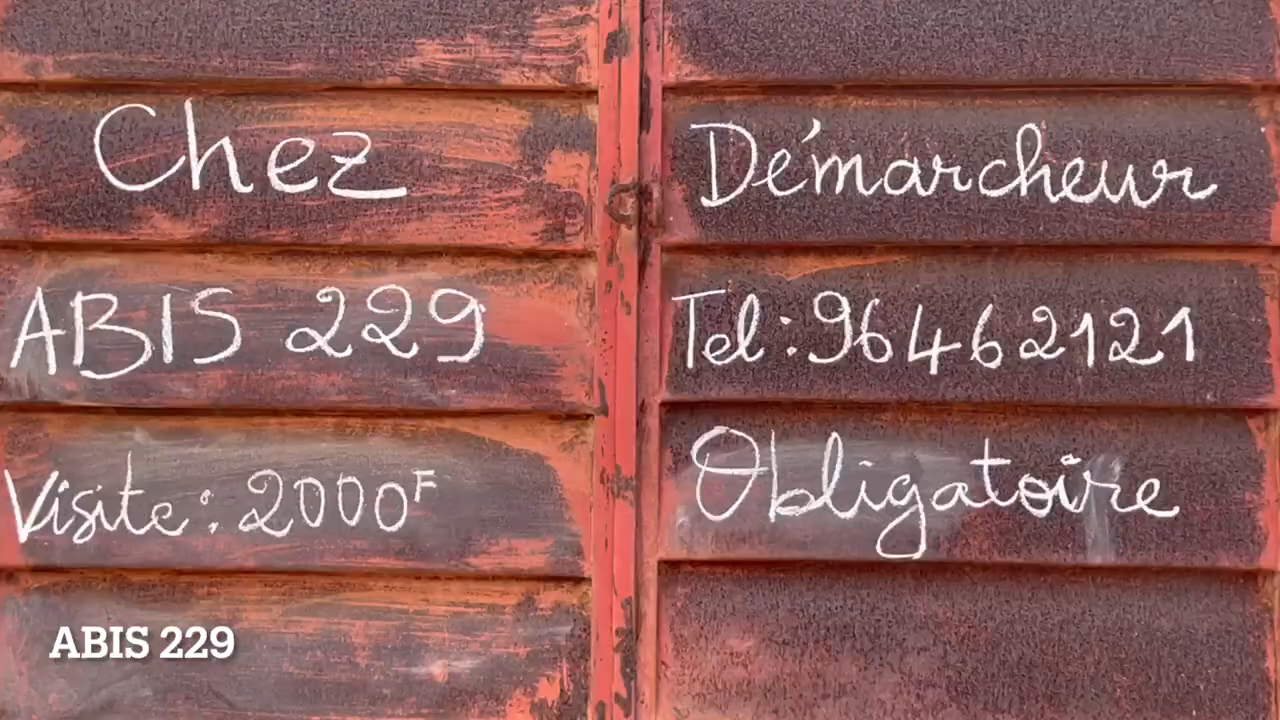 Chez Démarcheur
ABIS 229 Tel: 96462121
Visite: 2000F Obligatoire
ABIS 229